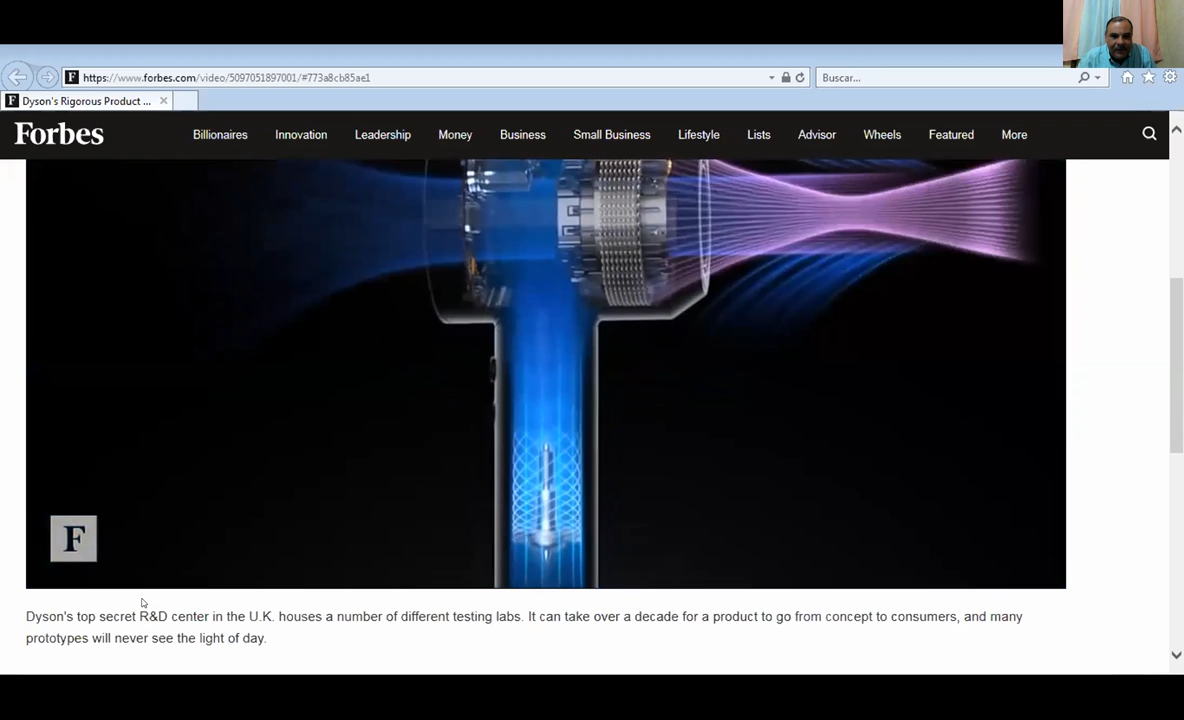 https://www.forbes.com/video/5097051897001/#773a8cb85ae1
Buscar...
F Dyson's Rigorous Product ...
Forbes
Billionaires Innovation Leadership Money Business Small Business Lifestyle Lists Advisor Wheels Featured More
F
Dyson's top secret R&D center in the U.K. houses a number of different testing labs. It can take over a decade for a product to go from concept to consumers, and many
prototypes will never see the light of day.